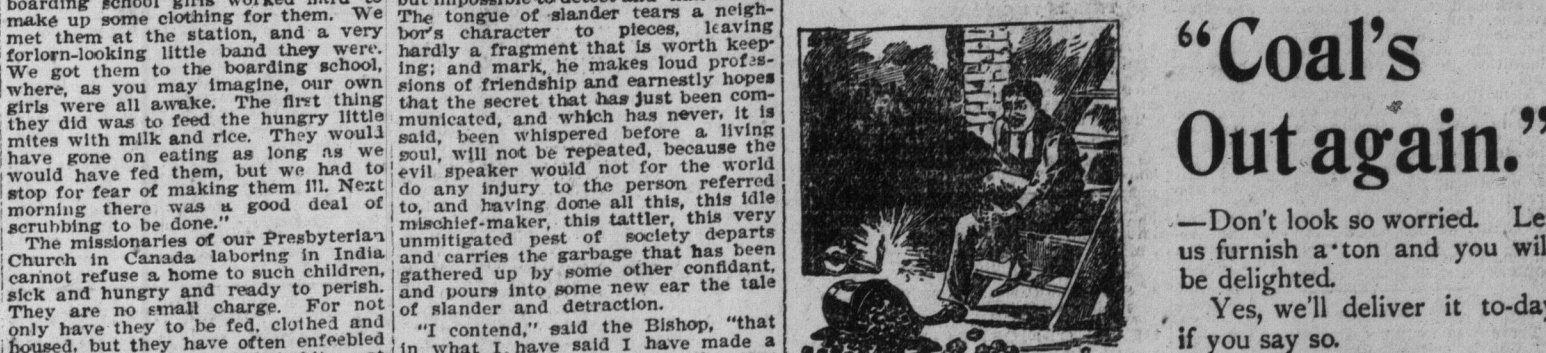 boarding school girls worked hard to
make up some clothing for them. We
met them at the station, and a very
forlorn-looking little band they were.
We got them to the boarding school,
where, as you may imagine, our own
girls were all awake. The first thing
they did was to feed the hungry little
mites with milk and rice. They would
have gone on eating as long as we
would have fed them, but we had to
stop for fear of making them ill. Next
morning there was a good deal of
scrubbing to be done."
The missionaries of our Presbyterian
Church in Canada laboring in India
cannot refuse a home to such children,
sick and hungry and ready to perish.
They are no small charge. For not
only have they to be fed, clothed and
housed, but they have often enfeebled
but impossible to detect and
The tongue of slander tears a neigh-
bor's character to pieces, leaving
hardly a fragment that is worth keep-
ing; and mark, he makes loud profes-
sions of friendship and earnestly hopes
that the secret that has just been com-
municated, and which has never, it is
said, been whispered before a living
soul, will not be repeated, because the
evil speaker would not for the world
do any injury to the person referred
to, and having done all this, this idle
mischief-maker, this tattler, this very
unmitigated pest of society departs
and carries the garbage that has been
gathered up by some other confidant,
and pours into some new ear the tale
of slander and detraction.
"I contend," said the Bishop, "that
in what I have said I have made a
"Coal's
Out again."
—Don't look so worried. Le
us furnish a ton and you wil
be delighted.
Yes, we'll deliver it to-day
if you say so.